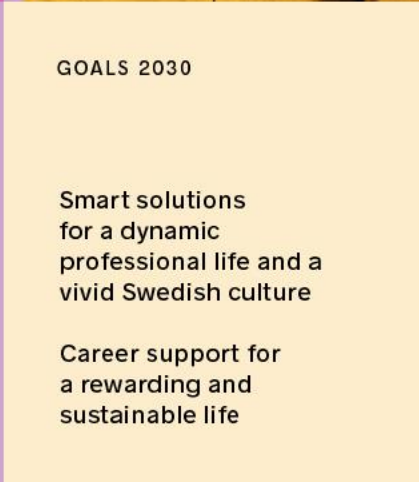 GOALS 2030
Smart solutions
for a dynamic
professional life and a
vivid Swedish culture
Career support for
a rewarding and
sustainable life